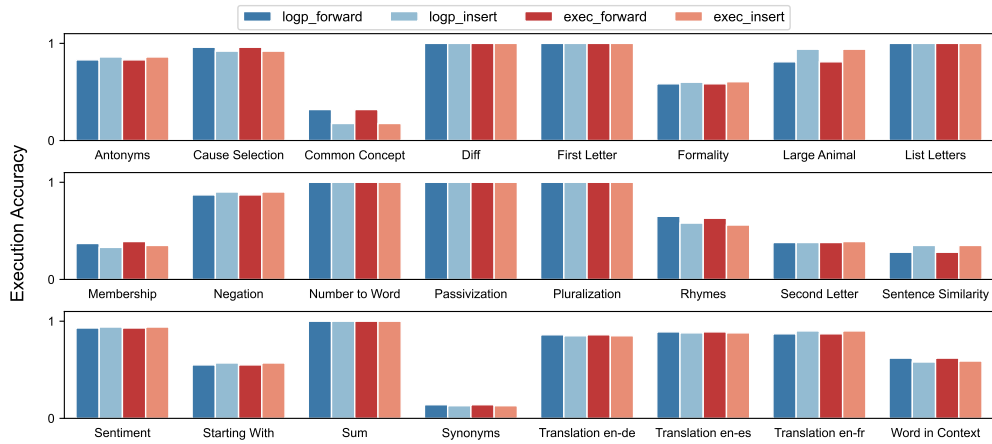 logp_forward logp_insert exec_forward exec_insert
Execution Accuracy
1
0
Antonyms Cause Selection Common Concept Diff First Letter Formality Large Animal List Letters
1
0
Membership Negation Number to Word Passivization Pluralization Rhymes Second Letter Sentence Similarity
1
0
Sentiment Starting With Sum Synonyms Translation en-de Translation en-es Translation en-fr Word in Context